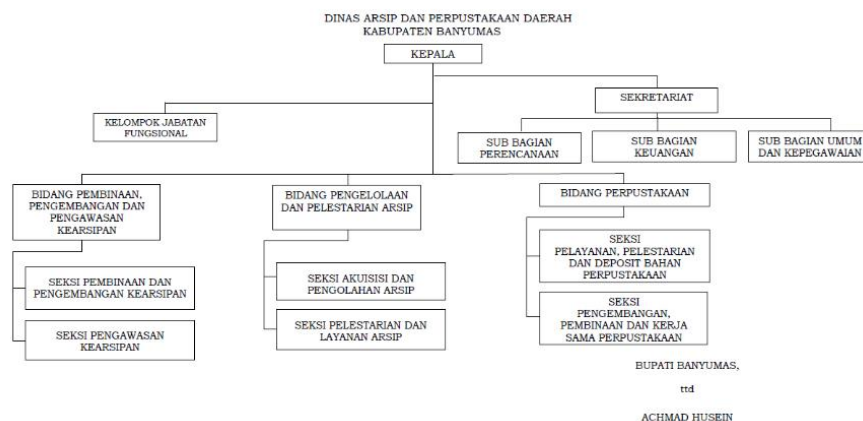 DINAS ARSIP DAN PERPUSTAKAAN DAERAH
KABUPATEN BANYUMAS
KEPALA
SEKRETARIAT
KELOMPOK JABATAN
FUNGSIONAL
SUB BAGIAN
PERENCANAAN
SUB BAGIAN
KEUANGAN
SUB BAGIAN UMUM
DAN KEPEGAWAIAN
BIDANG PEMBINAAN,
PENGEMBANGAN DAN
PENGAWASAN
KEARSIPAN
BIDANG PENGELOLAAN
DAN PELESTARIAN ARSIP
BIDANG PERPUSTAKAAN
SEKSI PEMBINAAN DAN
PENGEMBANGAN KEARSIPAN
SEKSI AKUISISI DAN
PENGOLAHAN ARSIP
SEKSI
PELAYANAN, PELESTARIAN
DAN DEPOSIT BAHAN
PERPUSTAKAAN
SEKSI PENGAWASAN
KEARSIPAN
SEKSI PELESTARIAN DAN
LAYANAN ARSIP
SEKSI
PENGEMBANGAN,
PEMBINAAN DAN KERJA
SAMA PERPUSTAKAAN
BUPATI BANYUMAS,
ttd
ACHMAD HUSEIN